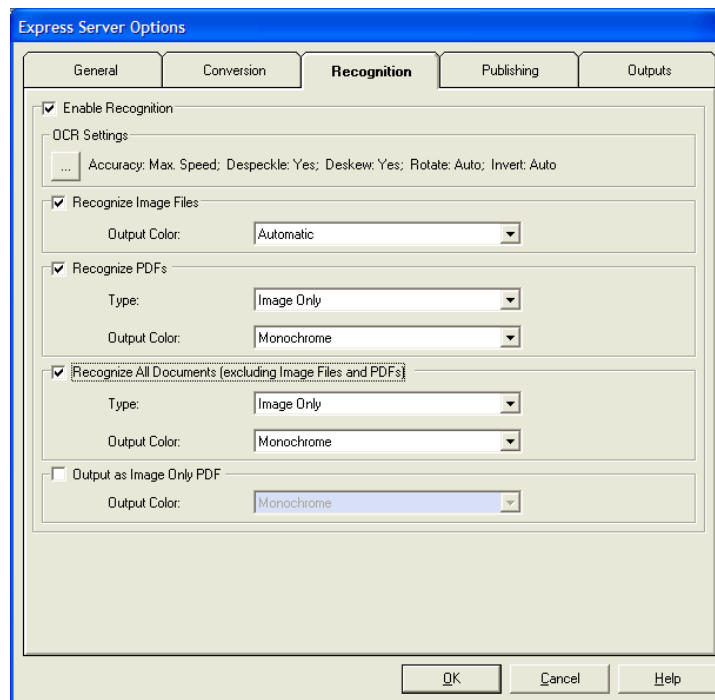 Express Server Options
General Conversion Recognition Publishing Outputs
Enable Recognition
OCR Settings
... Accuracy: Max. Speed; Despeckle: Yes; Deskew: Yes; Rotate: Auto; Invert: Auto
Recognize Image Files
Output Color: Automatic
Recognize PDFs
Type: Image Only
Output Color: Monochrome
Recognize All Documents (excluding Image Files and PDFs)
Type: Image Only
Output Color: Monochrome
Output as Image Only PDF
Output Color: Monochrome
OK Cancel Help